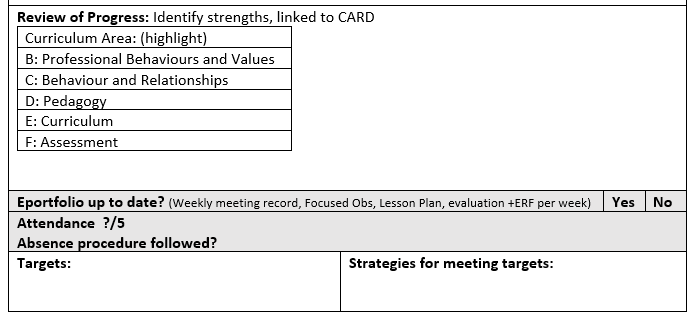 Review of Progress: Identify strengths, linked to CARD
Curriculum Area: (highlight)
B: Professional Behaviours and Values
C: Behaviour and Relationships
D: Pedagogy
E: Curriculum
F: Assessment
Eportfolio up to date? (Weekly meeting record, Focused Obs, Lesson Plan, evaluation +ERF per week) Yes No
Attendance ?/5
Absence procedure followed?
Targets: Strategies for meeting targets: